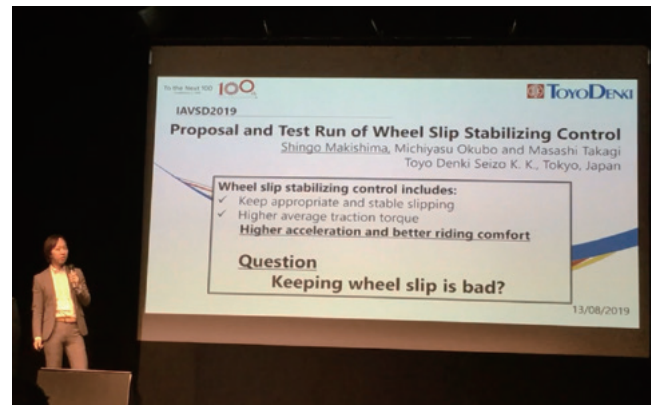 To the Next 100 100
TOYO DENKI
IAVSD2019
Proposal and Test Run of Wheel Slip Stabilizing Control
Shingo Makishima, Michiyasu Okubo and Masashi Takagi
Toyo Denki Seizo K. K., Tokyo, Japan
Wheel slip stabilizing control includes:
✓ Keep appropriate and stable slipping
✓ Higher average traction torque
Higher acceleration and better riding comfort
Question
Keeping wheel slip is bad?
13/08/2019